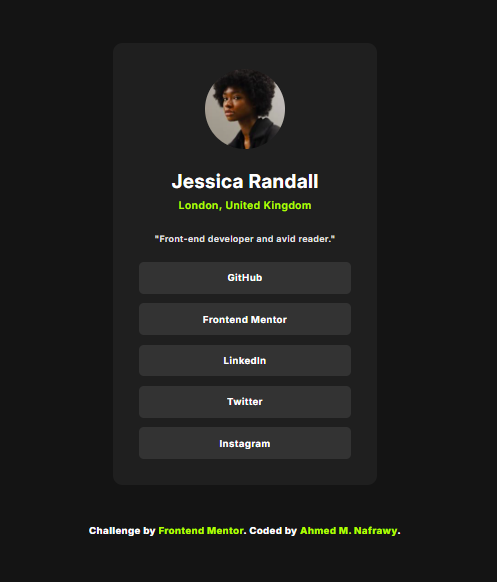 Jessica Randall
London, United Kingdom
"Front-end developer and avid reader."
GitHub
Frontend Mentor
LinkedIn
Twitter
Instagram
Challenge by Frontend Mentor. Coded by Ahmed M. Nafrawy.